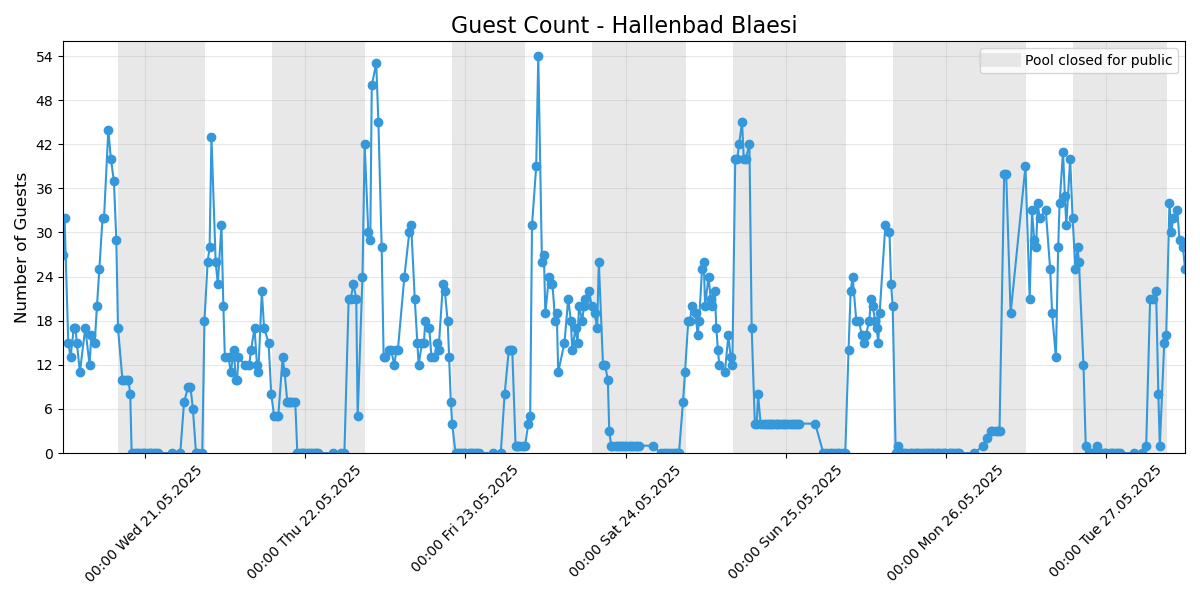 Guest Count - Hallenbad Blaesi
Pool closed for public
Number of Guests
54
48
42
36
30
24
18
12
6
0
00:00 Wed 21.05.2025
00:00 Thu 22.05.2025
00:00 Fri 23.05.2025
00:00 Sat 24.05.2025
00:00 Sun 25.05.2025
00:00 Mon 26.05.2025
00:00 Tue 27.05.2025